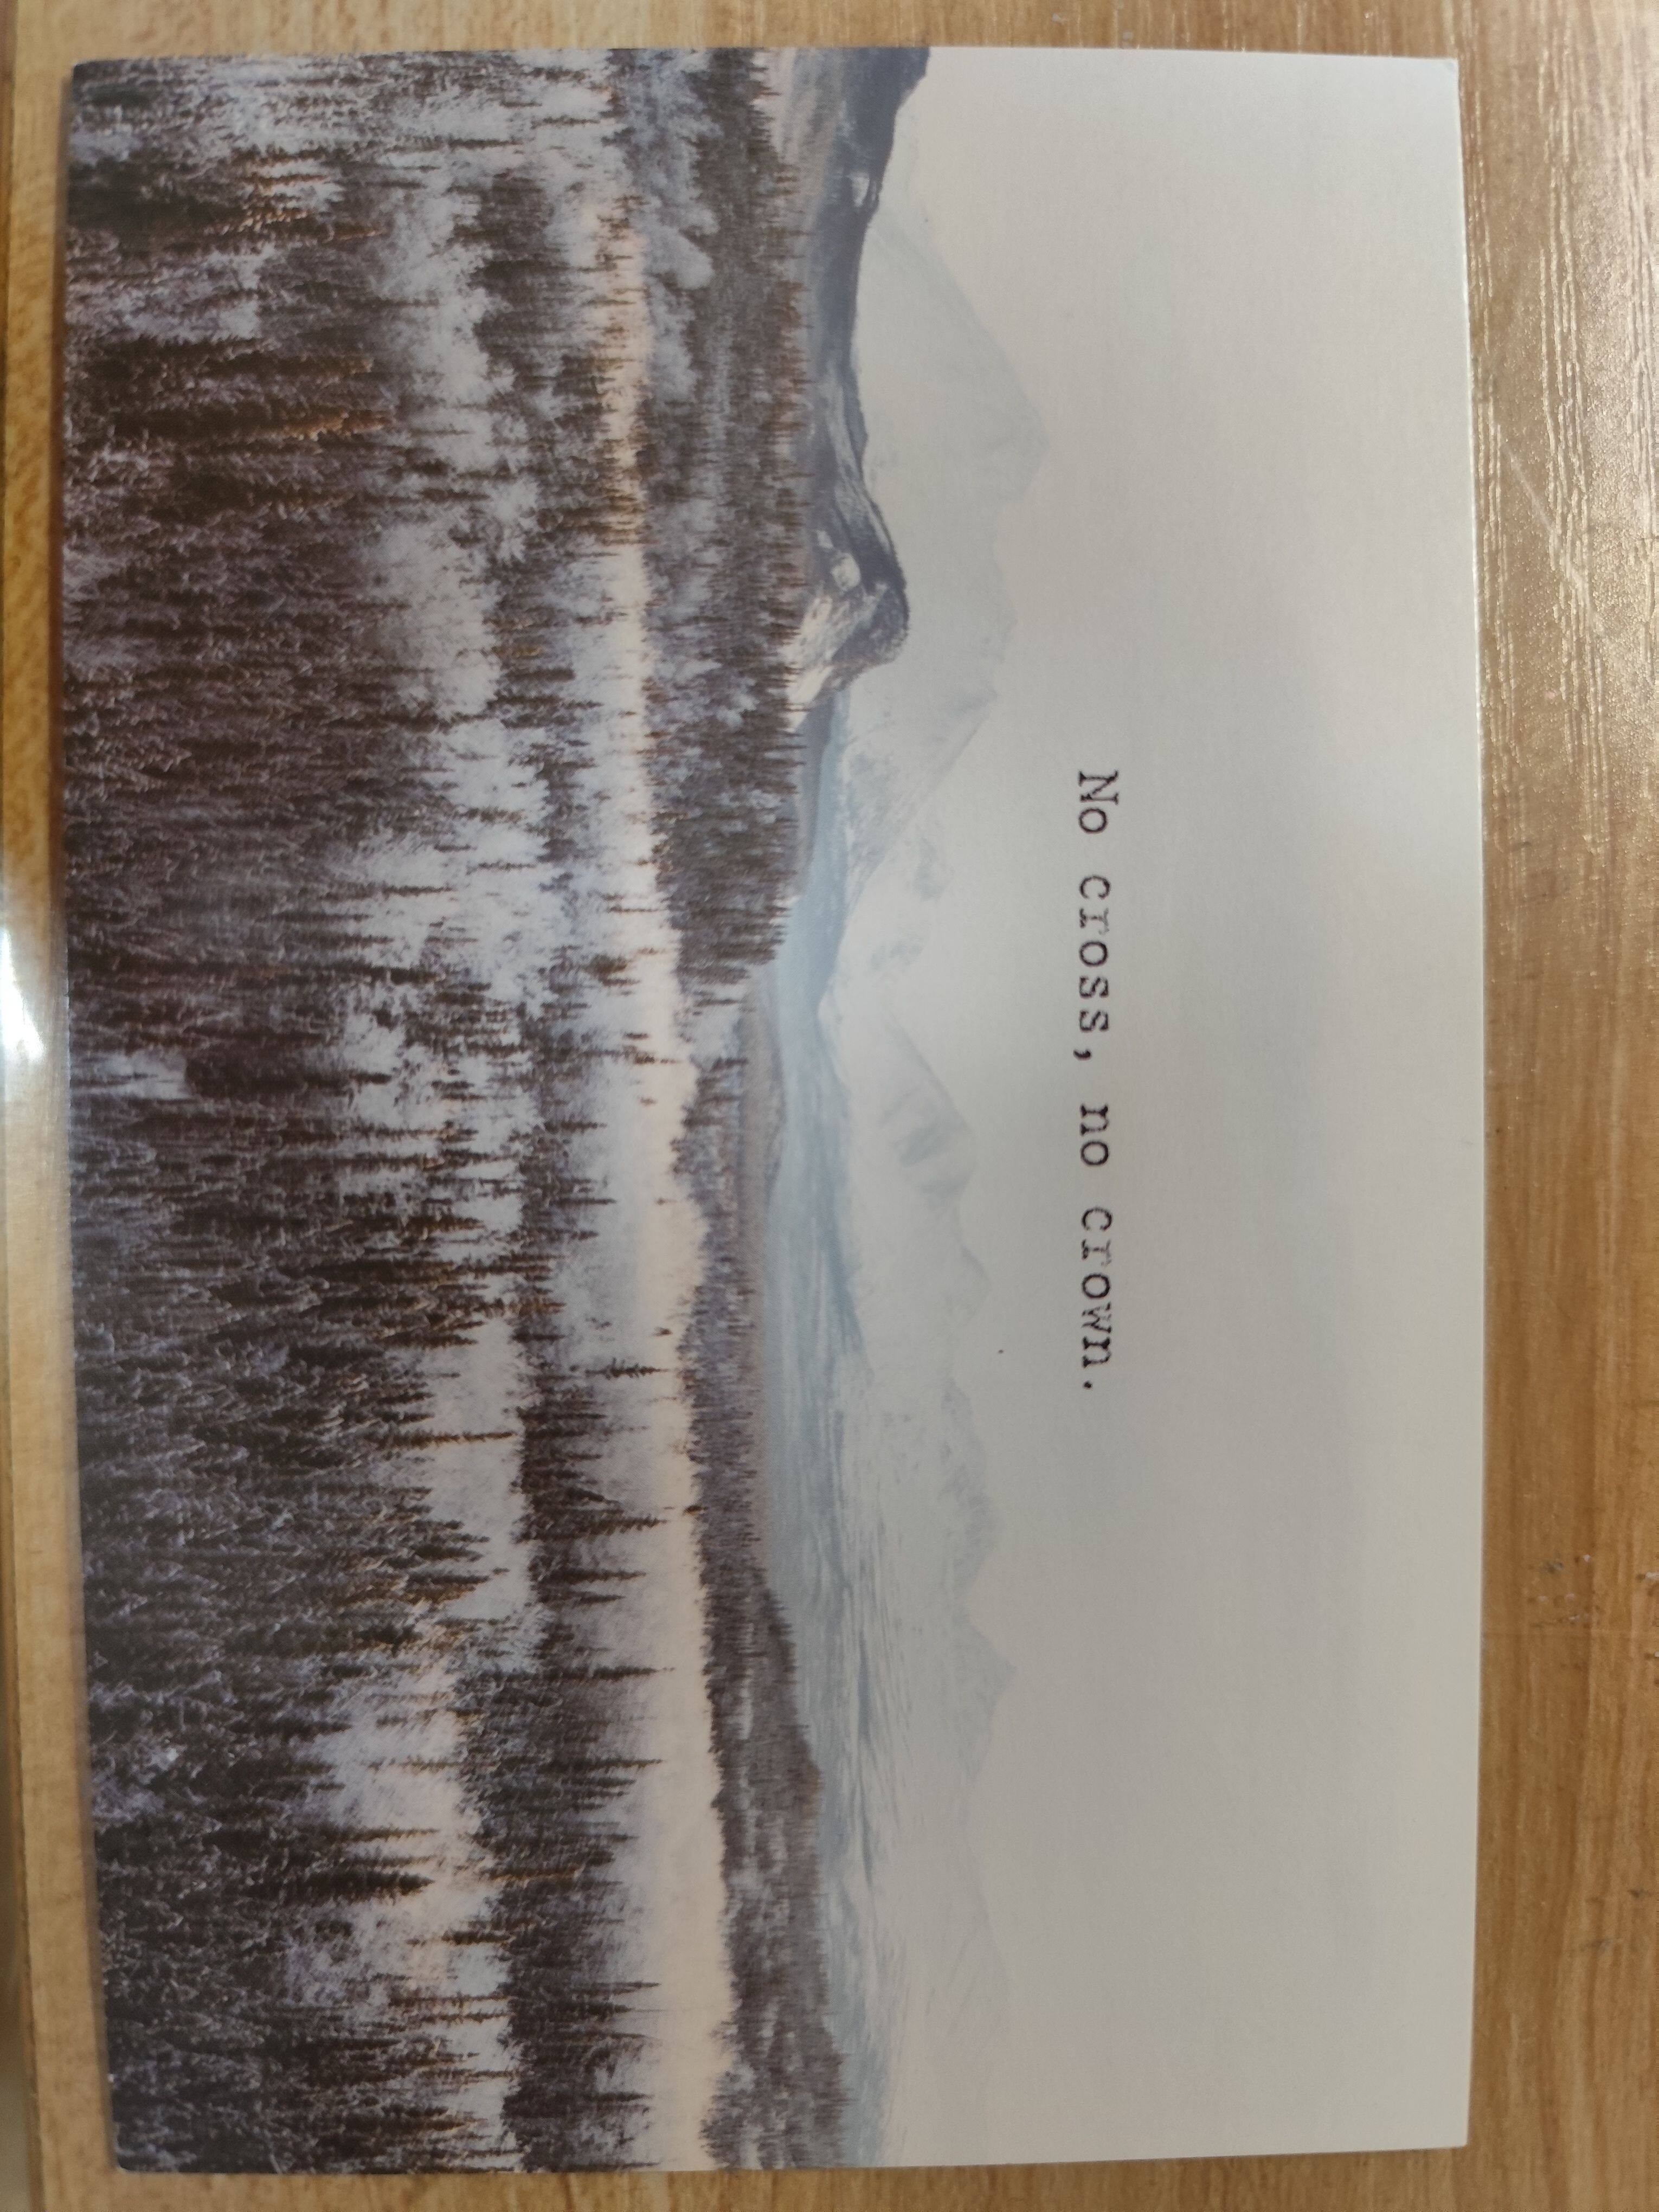 No cross, no crown.